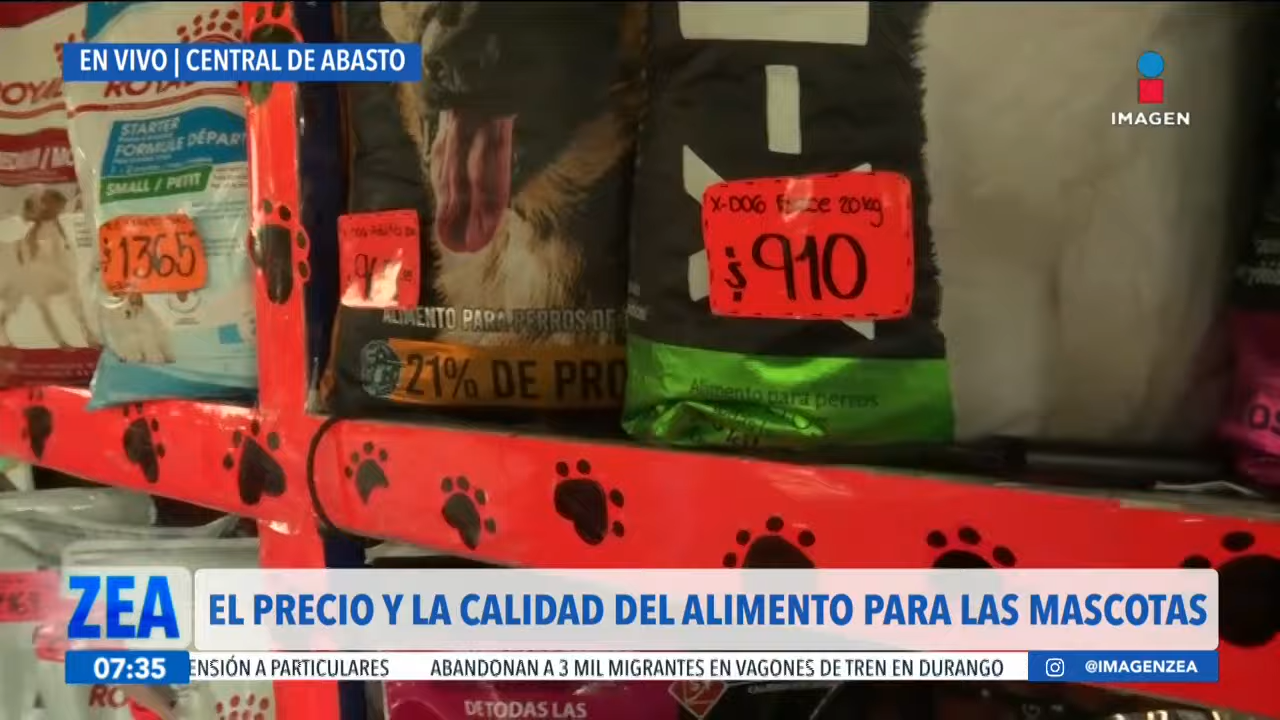 EN VIVO | CENTRAL DE ABASTO
IMAGEN
ROYAL
STARTER
FORMULE DÉPART
SMALL / PETIT
$1365
X-DOG Force 20kg
$910
ALIMENTO PARA PERROS DE
21% DE PRO
Alimento para perros
ZEA
EL PRECIO Y LA CALIDAD DEL ALIMENTO PARA LAS MASCOTAS
07:35
ENSIÓN A PARTICULARES
ABANDONAN A 3 MIL MIGRANTES EN VAGONES DE TREN EN DURANGO
@IMAGENZEA
DETODAS LAS